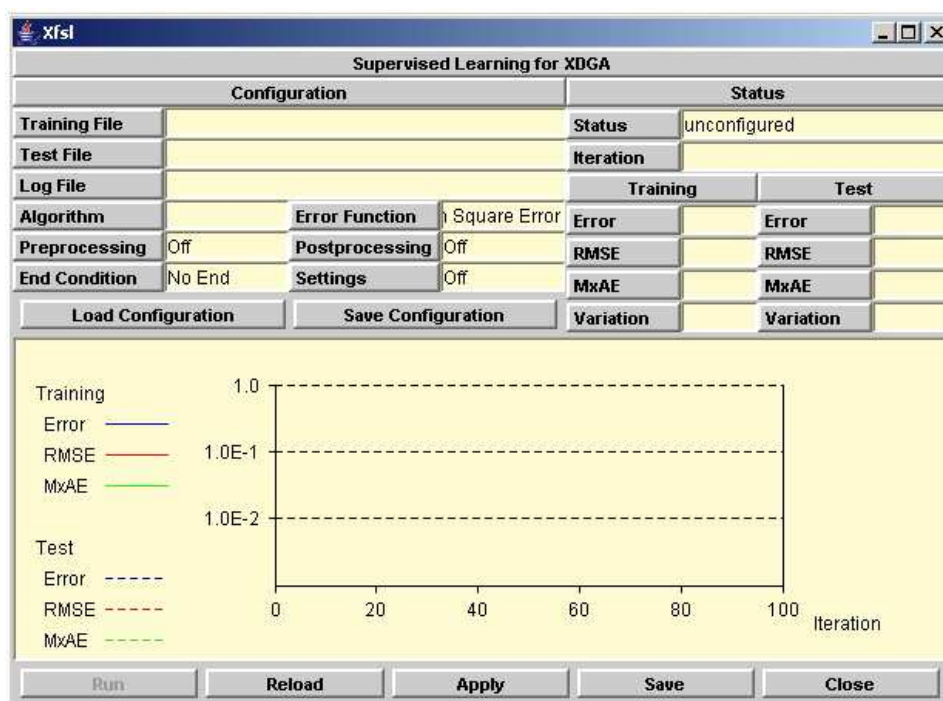 Xfsl
Supervised Learning for XDGA
Configuration
Status
Training File
Test File
Log File
Algorithm
Error Function
Square Error
Preprocessing
Off
Postprocessing
Off
End Condition
No End
Settings
Off
Load Configuration
Save Configuration
Status
unconfigured
Iteration
Training
Test
Error
Error
RMSE
RMSE
MxAE
MxAE
Variation
Variation
Training
Error
RMSE
MxAE
Test
Error
RMSE
MxAE
1.0
1.0E-1
1.0E-2
0 20 40 60 80 100
Iteration
Run
Reload
Apply
Save
Close